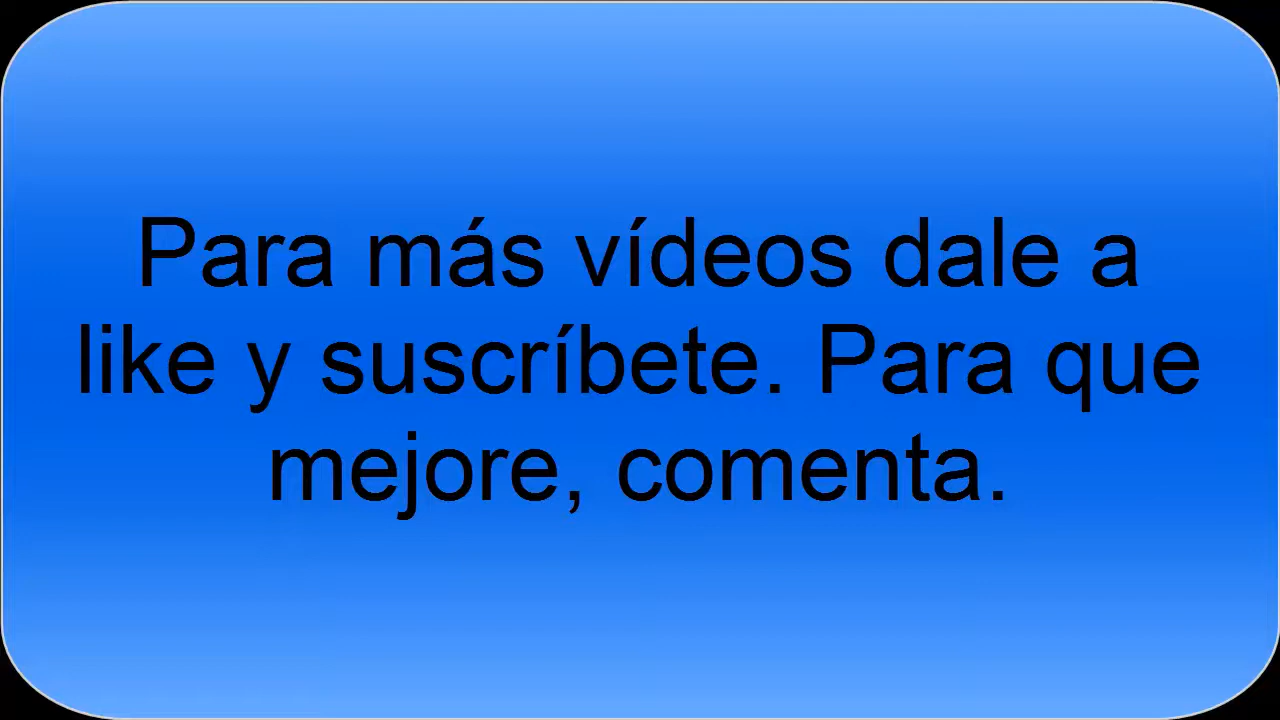 Para más vídeos dale a
like y suscríbete. Para que
mejore, comenta.